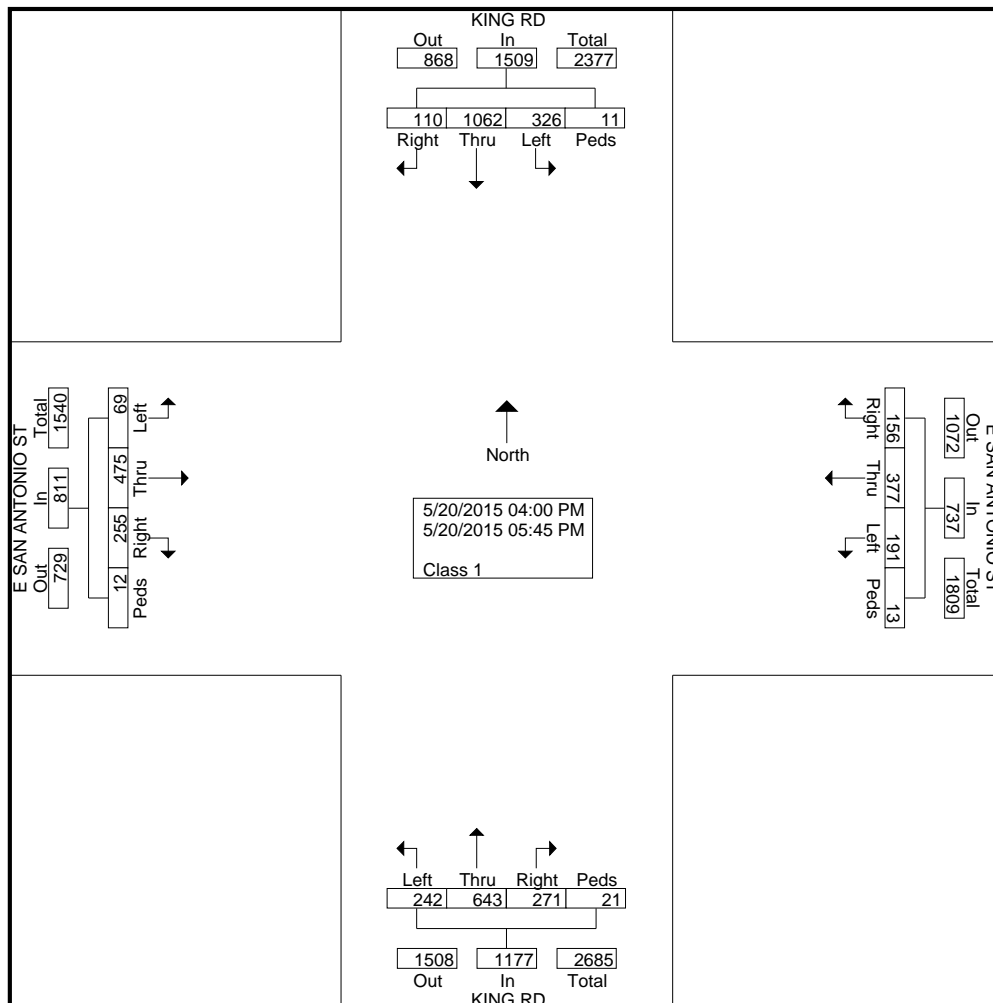 KING RD
Out In Total
868 1509 2377
110 1062 326 11
Right Thru Left Peds
E SAN ANTONIO ST
Total In Out
1540 811 729
69 475 255 12
Left Thru Right Peds
North
5/20/2015 04:00 PM
5/20/2015 05:45 PM
Class 1
Right Thru Left Peds
156 377 191 13
1072 737 1809
Out In Total
E SAN ANTONIO ST
Left Thru Right Peds
242 643 271 21
1508 1177 2685
Out In Total
KING RD